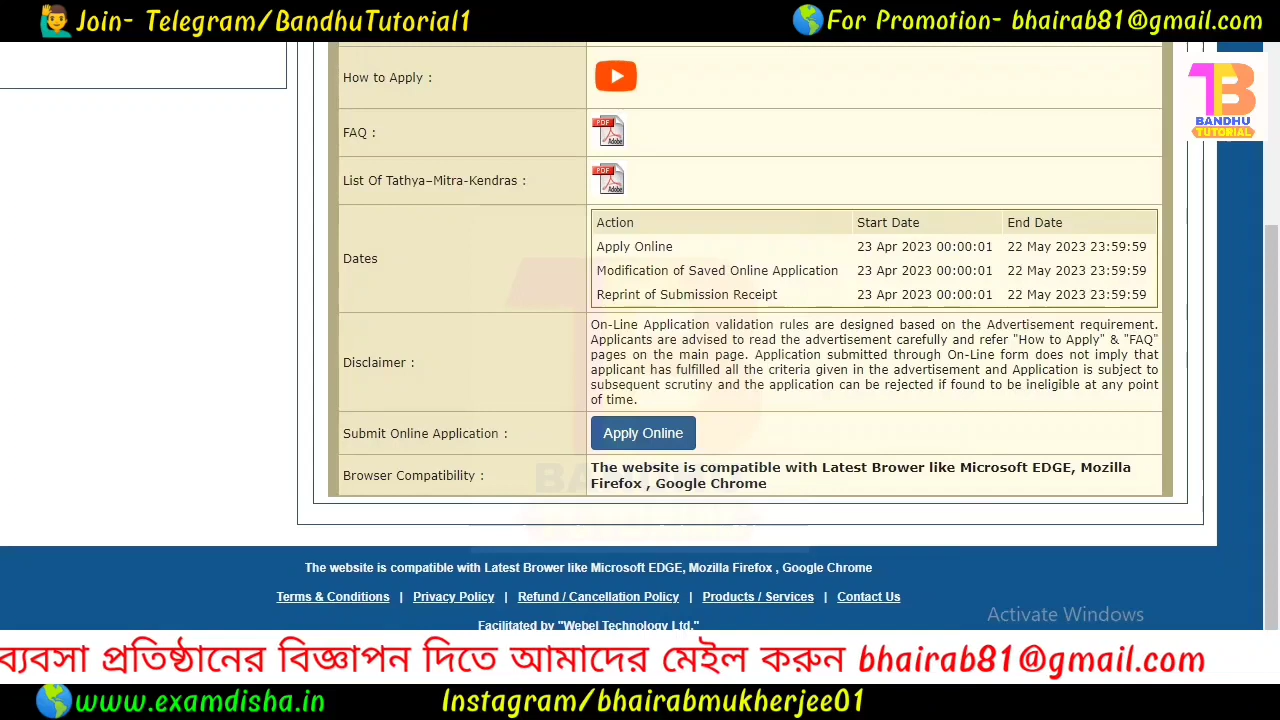 Join- Telegram/BandhuTutorial1
For Promotion- bhairab81@gmail.com
How to Apply :
FAQ :
PDF
Adobe
List Of Tathya–Mitra-Kendras :
PDF
Adobe
BANDHU
TUTORIAL
Dates
Action Start Date End Date
Apply Online 23 Apr 2023 00:00:01 22 May 2023 23:59:59
Modification of Saved Online Application 23 Apr 2023 00:00:01 22 May 2023 23:59:59
Reprint of Submission Receipt 23 Apr 2023 00:00:01 22 May 2023 23:59:59
Disclaimer :
On-Line Application validation rules are designed based on the Advertisement requirement.
Applicants are advised to read the advertisement carefully and refer "How to Apply" & "FAQ"
pages on the main page. Application submitted through On-Line form does not imply that
applicant has fulfilled all the criteria given in the advertisement and Application is subject to
subsequent scrutiny and the application can be rejected if found to be ineligible at any point
of time.
Submit Online Application :
Apply Online
Browser Compatibility :
The website is compatible with Latest Brower like Microsoft EDGE, Mozilla
Firefox , Google Chrome
The website is compatible with Latest Brower like Microsoft EDGE, Mozilla Firefox , Google Chrome
Terms & Conditions | Privacy Policy | Refund / Cancellation Policy | Products / Services | Contact Us
Facilitated by "Webel Technology Ltd."
Activate Windows
ব্যবসা প্রতিষ্ঠানের বিজ্ঞাপন দিতে আমাদের মেইল করুন bhairab81@gmail.com
www.examdisha.in
Instagram/bhairabmukherjee01